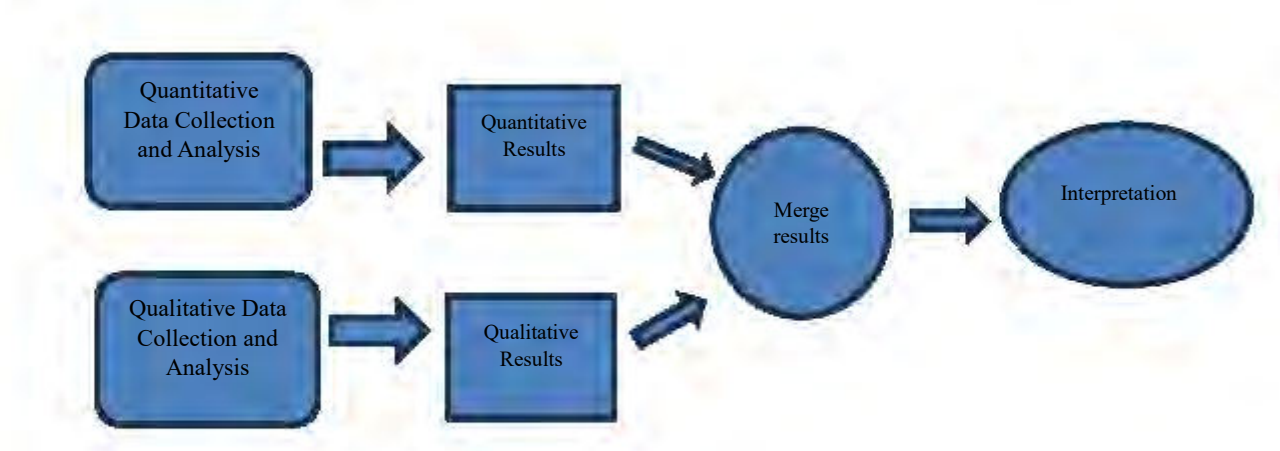 Quantitative
Data Collection
and Analysis
Quantitative
Results
Merge
results
Interpretation
Qualitative Data
Collection and
Analysis
Qualitative
Results